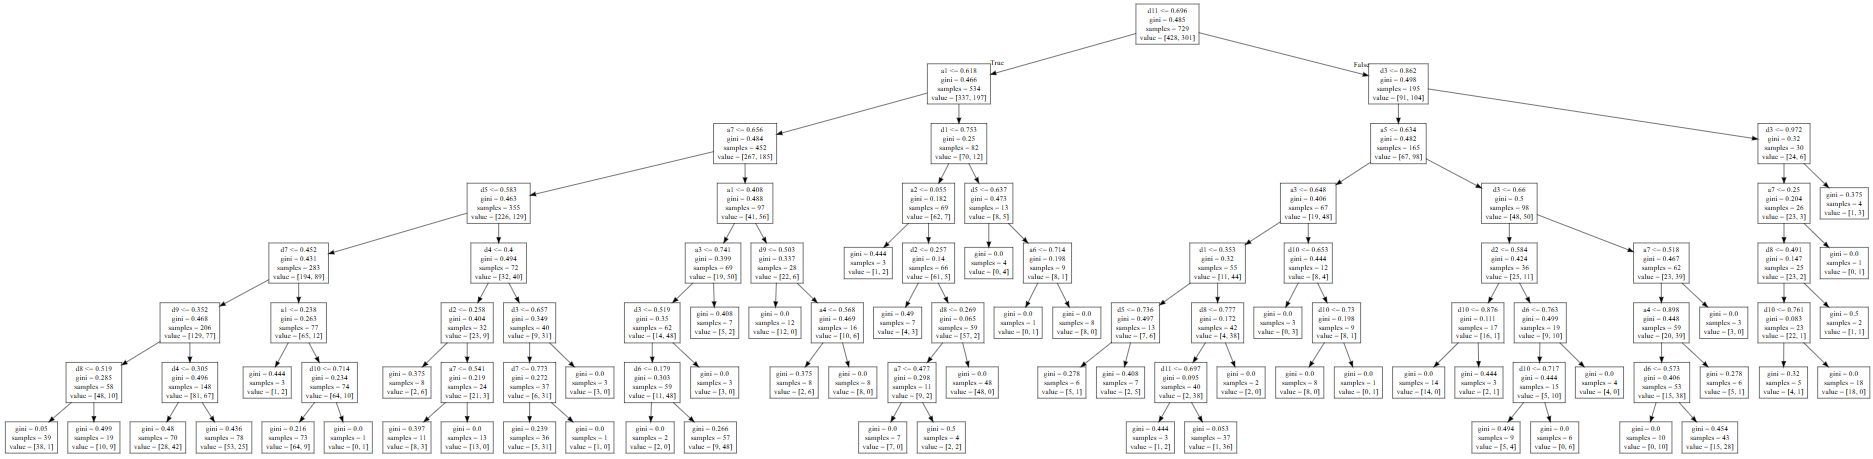 d11 <= 0.696
gini = 0.485
samples = 729
value = [428, 301]
True
False
a1 <= 0.618
gini = 0.466
samples = 534
value = [337, 197]
d3 <= 0.862
gini = 0.498
samples = 195
value = [91, 104]
a7 <= 0.656
gini = 0.484
samples = 452
value = [267, 185]
d1 <= 0.753
gini = 0.25
samples = 82
value = [70, 12]
a5 <= 0.634
gini = 0.482
samples = 165
value = [67, 98]
d3 <= 0.972
gini = 0.32
samples = 30
value = [24, 6]
d5 <= 0.583
gini = 0.463
samples = 355
value = [226, 129]
a1 <= 0.408
gini = 0.488
samples = 97
value = [41, 56]
a2 <= 0.055
gini = 0.182
samples = 69
value = [62, 7]
d5 <= 0.637
gini = 0.473
samples = 13
value = [8, 5]
a3 <= 0.648
gini = 0.406
samples = 67
value = [19, 48]
d3 <= 0.66
gini = 0.5
samples = 98
value = [48, 50]
a7 <= 0.25
gini = 0.204
samples = 26
value = [23, 3]
gini = 0.375
samples = 4
value = [1, 3]
d7 <= 0.452
gini = 0.431
samples = 283
value = [194, 89]
d4 <= 0.4
gini = 0.494
samples = 72
value = [32, 40]
a3 <= 0.741
gini = 0.399
samples = 69
value = [19, 50]
d9 <= 0.503
gini = 0.337
samples = 28
value = [22, 6]
gini = 0.444
samples = 3
value = [1, 2]
d2 <= 0.257
gini = 0.14
samples = 66
value = [61, 5]
gini = 0.0
samples = 4
value = [0, 4]
a6 <= 0.714
gini = 0.198
samples = 9
value = [8, 1]
d1 <= 0.353
gini = 0.32
samples = 55
value = [11, 44]
d10 <= 0.653
gini = 0.444
samples = 12
value = [8, 4]
d2 <= 0.584
gini = 0.424
samples = 36
value = [25, 11]
a7 <= 0.518
gini = 0.467
samples = 62
value = [23, 39]
d8 <= 0.491
gini = 0.147
samples = 25
value = [23, 2]
gini = 0.0
samples = 1
value = [0, 1]
d9 <= 0.352
gini = 0.468
samples = 206
value = [129, 77]
a1 <= 0.238
gini = 0.263
samples = 77
value = [65, 12]
d2 <= 0.258
gini = 0.404
samples = 32
value = [23, 9]
d3 <= 0.657
gini = 0.349
samples = 40
value = [9, 31]
d3 <= 0.519
gini = 0.35
samples = 62
value = [14, 48]
gini = 0.408
samples = 7
value = [5, 2]
gini = 0.0
samples = 12
value = [12, 0]
a4 <= 0.568
gini = 0.469
samples = 16
value = [10, 6]
gini = 0.49
samples = 7
value = [4, 3]
d8 <= 0.269
gini = 0.065
samples = 59
value = [57, 2]
gini = 0.0
samples = 1
value = [0, 1]
gini = 0.0
samples = 8
value = [8, 0]
d5 <= 0.736
gini = 0.497
samples = 13
value = [7, 6]
d8 <= 0.777
gini = 0.172
samples = 42
value = [4, 38]
gini = 0.0
samples = 3
value = [0, 3]
d10 <= 0.73
gini = 0.198
samples = 9
value = [8, 1]
d10 <= 0.876
gini = 0.111
samples = 17
value = [16, 1]
d6 <= 0.763
gini = 0.499
samples = 19
value = [9, 10]
a4 <= 0.898
gini = 0.448
samples = 59
value = [20, 39]
gini = 0.0
samples = 3
value = [3, 0]
d10 <= 0.761
gini = 0.083
samples = 23
value = [22, 1]
gini = 0.5
samples = 2
value = [1, 1]
d8 <= 0.519
gini = 0.285
samples = 58
value = [48, 10]
d4 <= 0.305
gini = 0.496
samples = 148
value = [81, 67]
gini = 0.444
samples = 3
value = [1, 2]
d10 <= 0.714
gini = 0.234
samples = 74
value = [64, 10]
gini = 0.375
samples = 8
value = [2, 6]
a7 <= 0.541
gini = 0.219
samples = 24
value = [21, 3]
d7 <= 0.773
gini = 0.272
samples = 37
value = [6, 31]
gini = 0.0
samples = 3
value = [3, 0]
d6 <= 0.179
gini = 0.303
samples = 59
value = [11, 48]
gini = 0.0
samples = 3
value = [3, 0]
gini = 0.375
samples = 8
value = [2, 6]
gini = 0.0
samples = 8
value = [8, 0]
a7 <= 0.477
gini = 0.298
samples = 11
value = [9, 2]
gini = 0.0
samples = 48
value = [48, 0]
gini = 0.278
samples = 6
value = [5, 1]
gini = 0.408
samples = 7
value = [2, 5]
d11 <= 0.697
gini = 0.095
samples = 40
value = [2, 38]
gini = 0.0
samples = 2
value = [2, 0]
gini = 0.0
samples = 8
value = [8, 0]
gini = 0.0
samples = 1
value = [0, 1]
gini = 0.0
samples = 14
value = [14, 0]
gini = 0.444
samples = 3
value = [2, 1]
d10 <= 0.717
gini = 0.444
samples = 15
value = [5, 10]
gini = 0.0
samples = 4
value = [4, 0]
d6 <= 0.573
gini = 0.406
samples = 53
value = [15, 38]
gini = 0.278
samples = 6
value = [5, 1]
gini = 0.32
samples = 5
value = [4, 1]
gini = 0.0
samples = 18
value = [18, 0]
gini = 0.05
samples = 39
value = [38, 1]
gini = 0.499
samples = 19
value = [10, 9]
gini = 0.48
samples = 70
value = [28, 42]
gini = 0.436
samples = 78
value = [53, 25]
gini = 0.216
samples = 73
value = [64, 9]
gini = 0.0
samples = 1
value = [0, 1]
gini = 0.397
samples = 11
value = [8, 3]
gini = 0.0
samples = 13
value = [13, 0]
gini = 0.239
samples = 36
value = [5, 31]
gini = 0.0
samples = 1
value = [1, 0]
gini = 0.0
samples = 2
value = [2, 0]
gini = 0.266
samples = 57
value = [9, 48]
gini = 0.0
samples = 7
value = [7, 0]
gini = 0.5
samples = 4
value = [2, 2]
gini = 0.444
samples = 3
value = [1, 2]
gini = 0.053
samples = 37
value = [1, 36]
gini = 0.494
samples = 9
value = [5, 4]
gini = 0.0
samples = 6
value = [0, 6]
gini = 0.0
samples = 10
value = [0, 10]
gini = 0.454
samples = 43
value = [15, 28]